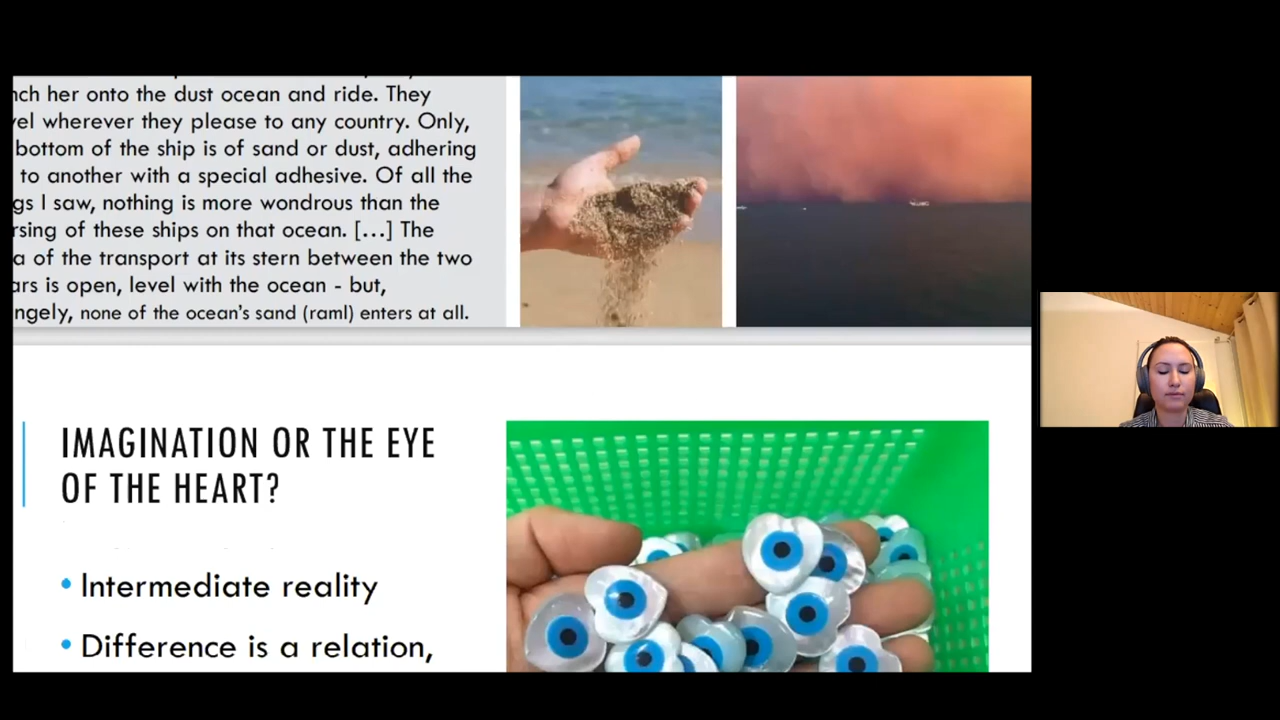 nch her onto the dust ocean and ride. They
vel wherever they please to any country. Only,
bottom of the ship is of sand or dust, adhering
to another with a special adhesive. Of all the
gs I saw, nothing is more wondrous than the
rsing of these ships on that ocean. […] The
a of the transport at its stern between the two
ars is open, level with the ocean - but,
ngely, none of the ocean's sand (raml) enters at all.
IMAGINATION OR THE EYE
OF THE HEART?
• Intermediate reality
• Difference is a relation,